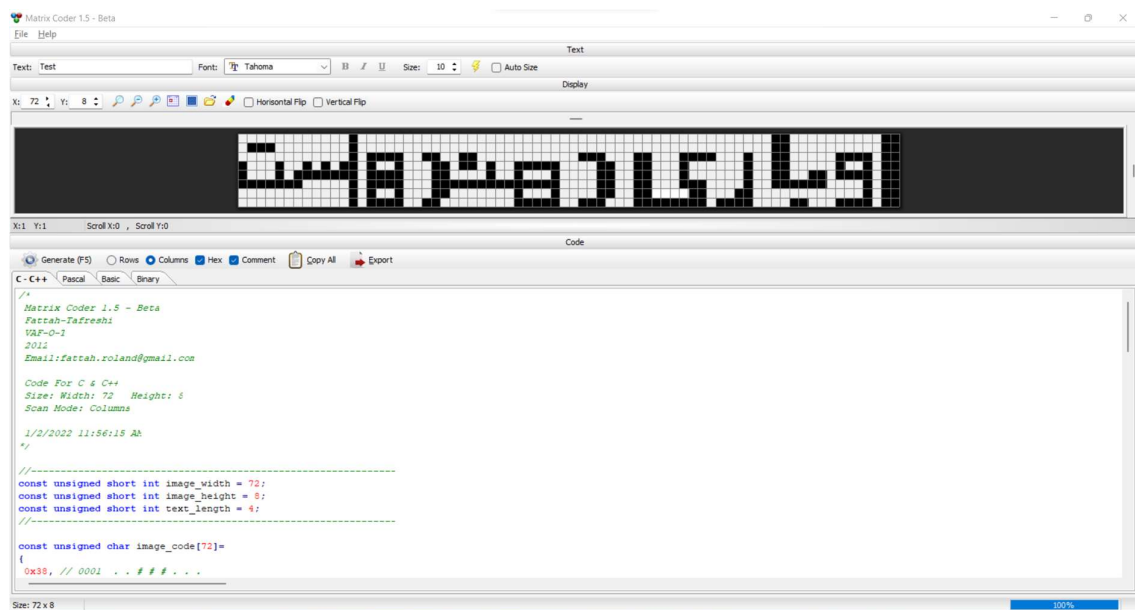 Matrix Coder 1.5 - Beta
File Help
Text
Text: Test Font: Tahoma B I U Size: 10 Auto Size
Display
X: 72 Y: 8 Horisontal Flip Vertical Flip
X:1 Y:1 Scroll X:0 , Scroll Y:0
Code
Generate (F5) Rows Columns Hex Comment Copy All Export
C - C++ Pascal Basic Binary
/*
Matrix Coder 1.5 - Beta
Fattah-Tafreshi
VAF-O-1
2012
Email:fattah.roland@gmail.com
Code For C & C++
Size: Width: 72 Height: 8
Scan Mode: Columns
1/2/2022 11:56:15 AM
*/
//--------------------------------------------------------------
const unsigned short int image_width = 72;
const unsigned short int image_height = 8;
const unsigned short int text_length = 4;
//--------------------------------------------------------------
const unsigned char image_code[72]=
{
0x38, // 0001 . . # # # . . .
Size: 72 x 8 100%